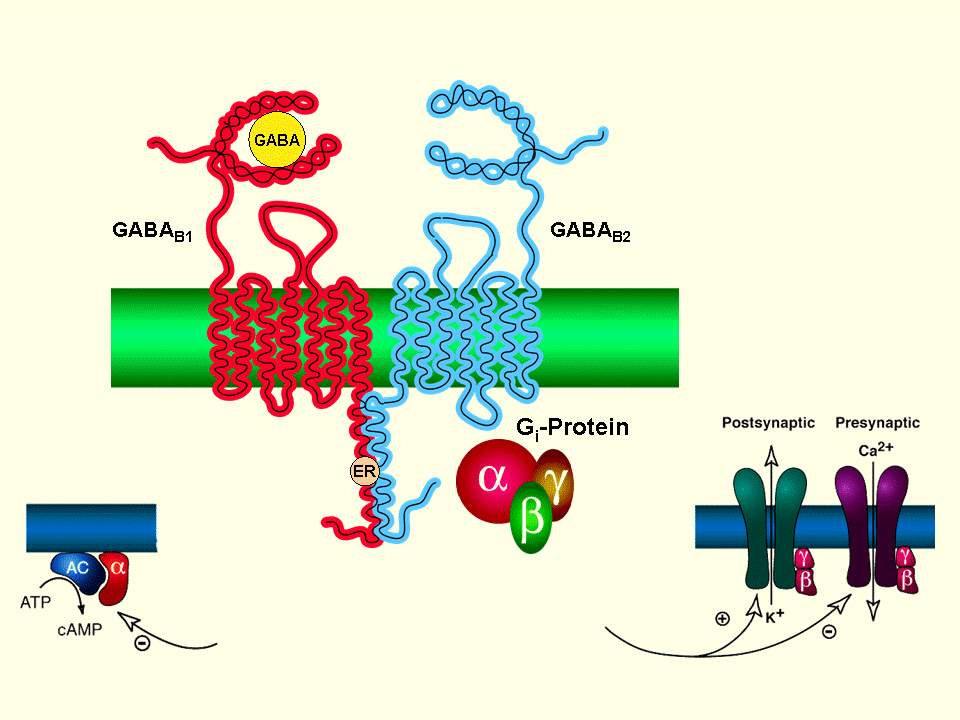 GABA
GABAB1
GABAB2
Gi-Protein
α
γ
β
ER
Postsynaptic
Presynaptic
Ca2+
γ
β
γ
β
K+
+
−
AC
α
ATP
cAMP
−